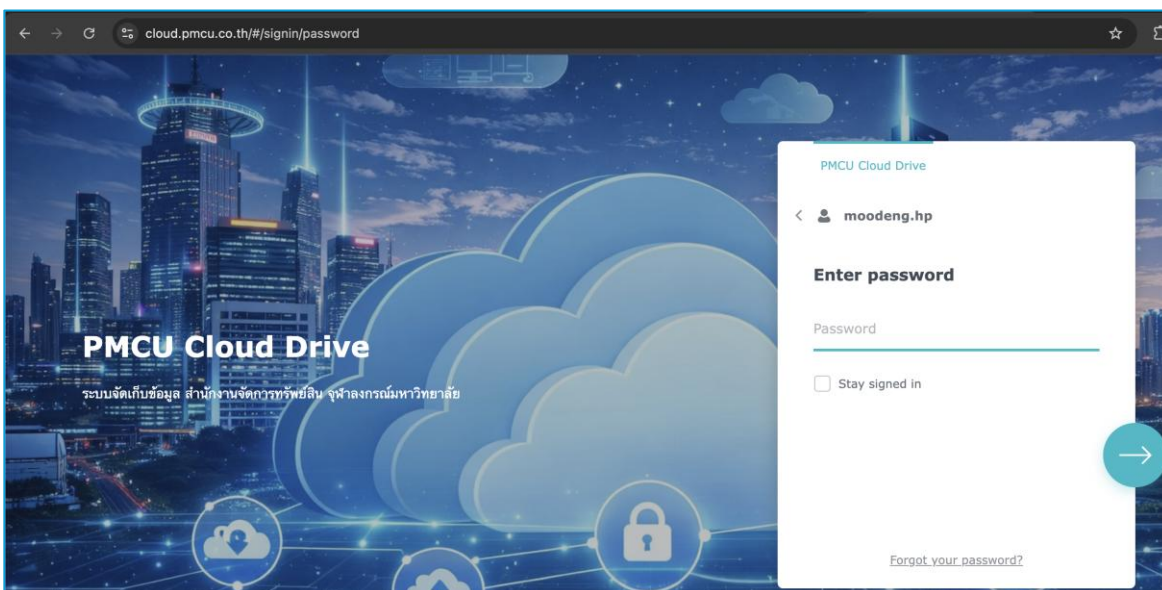 cloud.pmcu.co.th/#/signin/password
PMCU Cloud Drive
moodeng.hp
Enter password
Password
Stay signed in
Forgot your password?
PMCU Cloud Drive
ระบบจัดเก็บข้อมูล สำนักงานจัดการทรัพย์สิน จุฬาลงกรณ์มหาวิทยาลัย